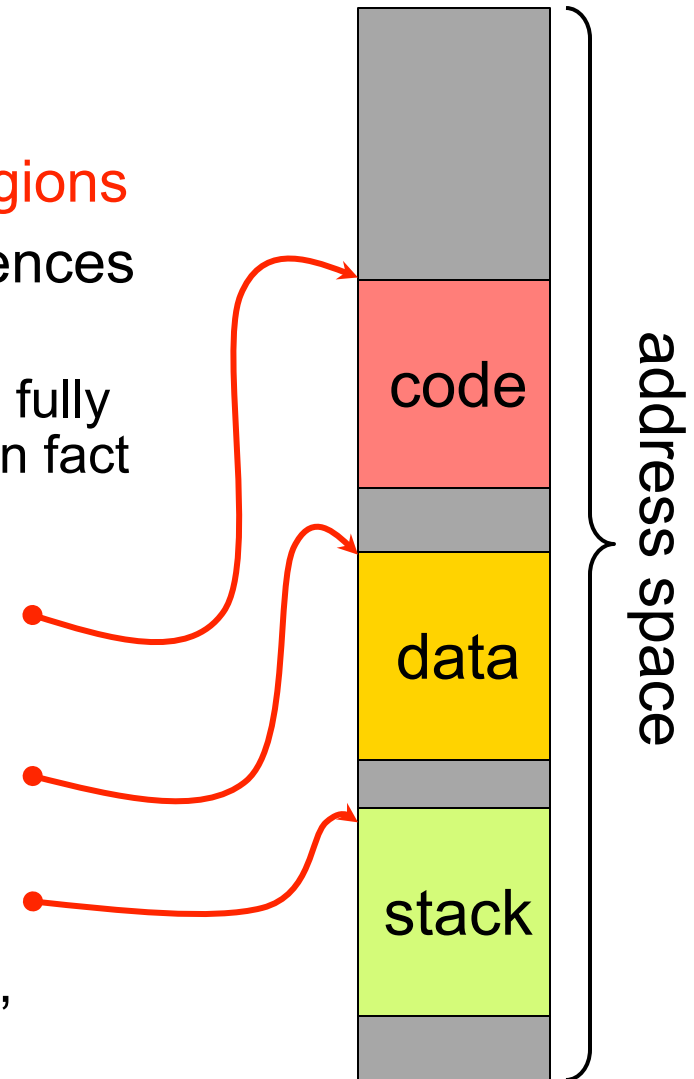 gions
ences
fully
n fact
,
code
data
stack
address space